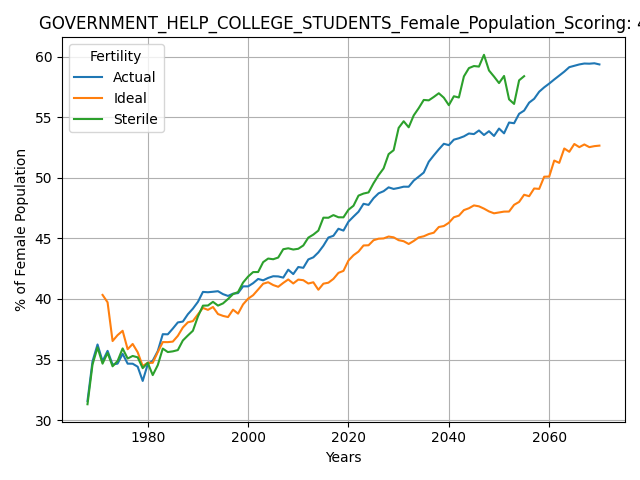 GOVERNMENT_HELP_COLLEGE_STUDENTS_Female_Population_Scoring: 4
Fertility
Actual
Ideal
Sterile
% of Female Population
60
55
50
45
40
35
30
1980
2000
2020
2040
2060
Years